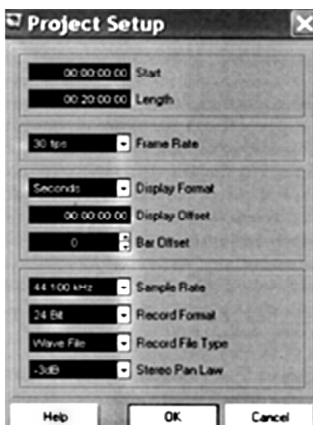 Project Setup
00:00:00:00 Start
00:20:00:00 Length
30 fps Frame Rate
Seconds Display Format
00:00:00:00 Display Offset
0 Bar Offset
44.100 kHz Sample Rate
24 Bit Record Format
Wave File Record File Type
-3dB Stereo Pan Law
Help OK Cancel